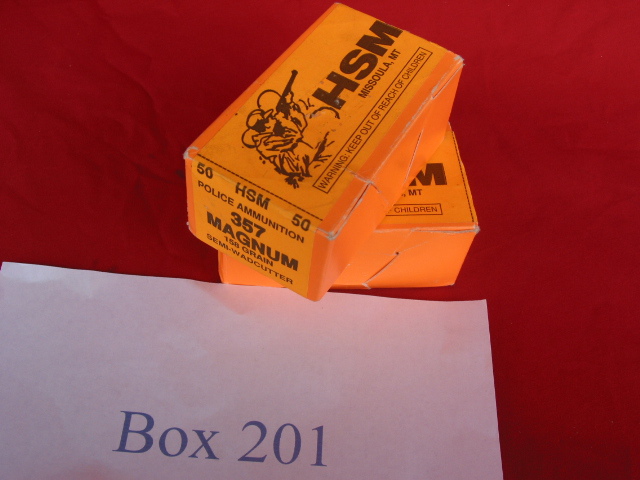 HSM
MISSOULA, MT
WARNING: KEEP OUT OF REACH OF CHILDREN
50 HSM 50
POLICE AMMUNITION
357
MAGNUM
158 GRAIN
SEMI-WADCUTTER
SM
A, MT
CHILDREN
Box 201